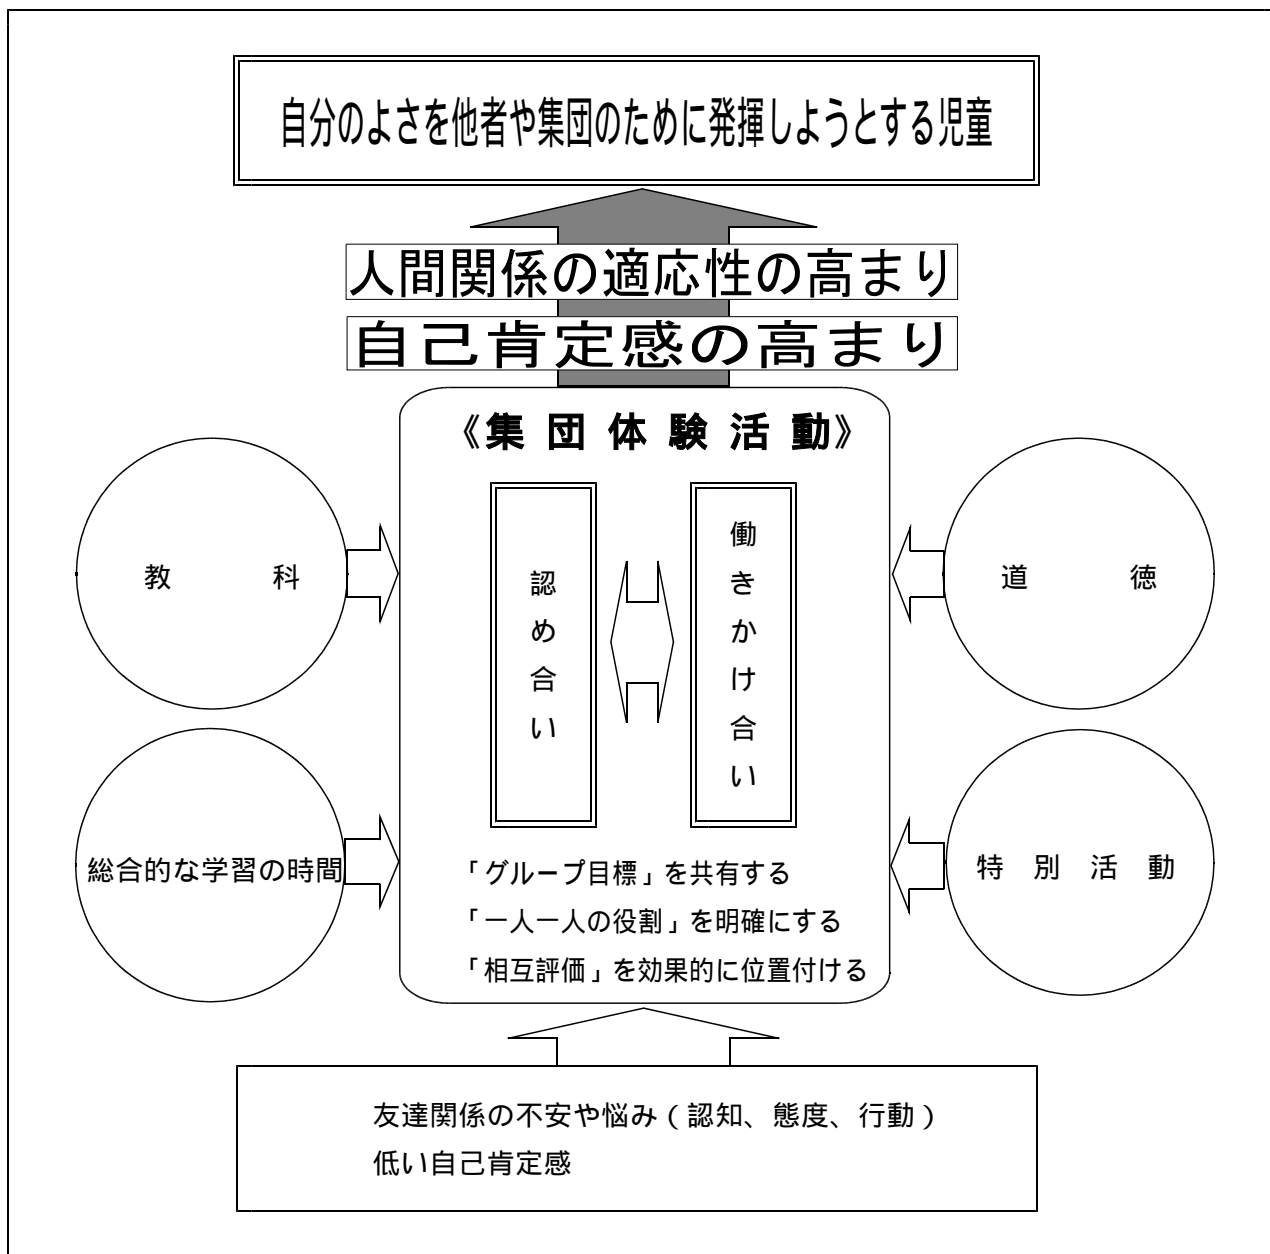 自分のよさを他者や集団のために発揮しようとする児童
人間関係の適応性の高まり
自己肯定感の高まり
《集団体験活動》
認め合い
働きかけ合い
教科
道徳
総合的な学習の時間
特別活動
「グループ目標」を共有する
「一人一人の役割」を明確にする
「相互評価」を効果的に位置付ける
友達関係の不安や悩み(認知、態度、行動)
低い自己肯定感